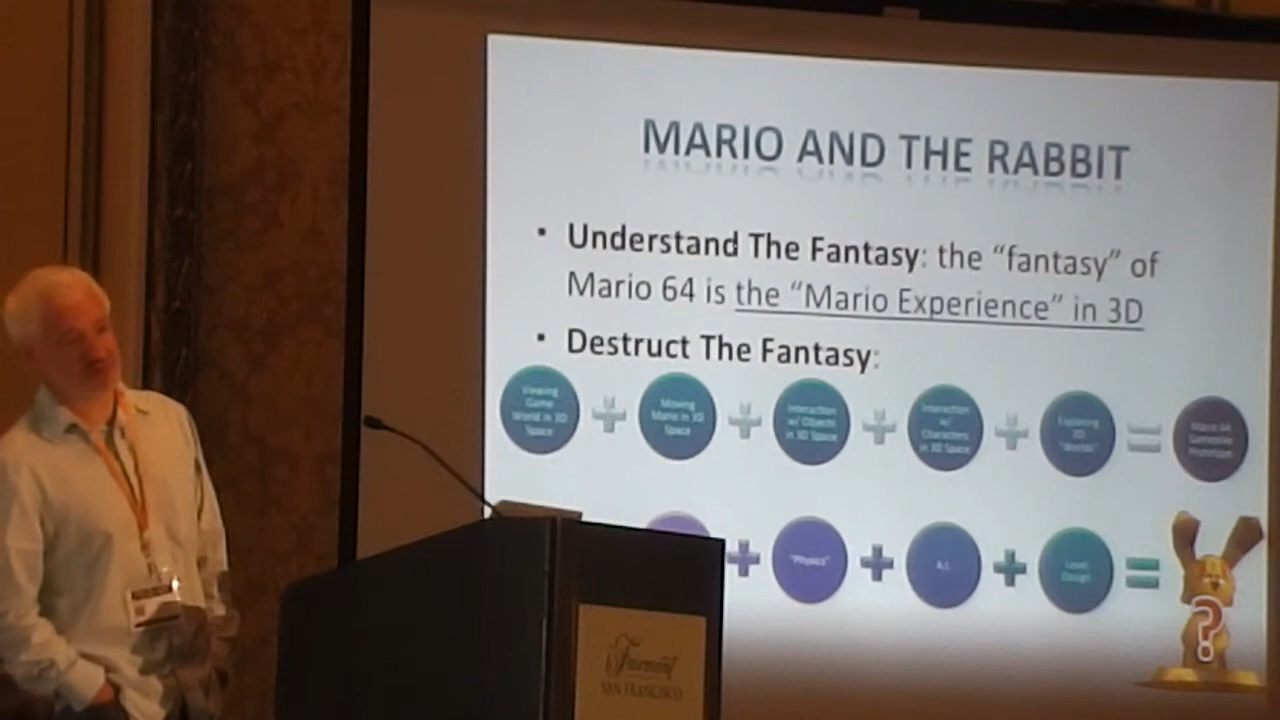 MARIO AND THE RABBIT
• Understand The Fantasy: the “fantasy” of
Mario 64 is the “Mario Experience” in 3D
• Destruct The Fantasy:
Viewing
Game
World in 3D
Space
Moving
Mario in 3D
Space
Interaction
w/ Objects
in 3D Space
Interaction
w/
Characters
in 3D Space
Exploring
3D
"Worlds"
Mario 64
Gameplay
Prototype
+ + + + =
"Physics"
A.I.
Level
Design
+ + + =
?
Fairmont
SAN FRANCISCO